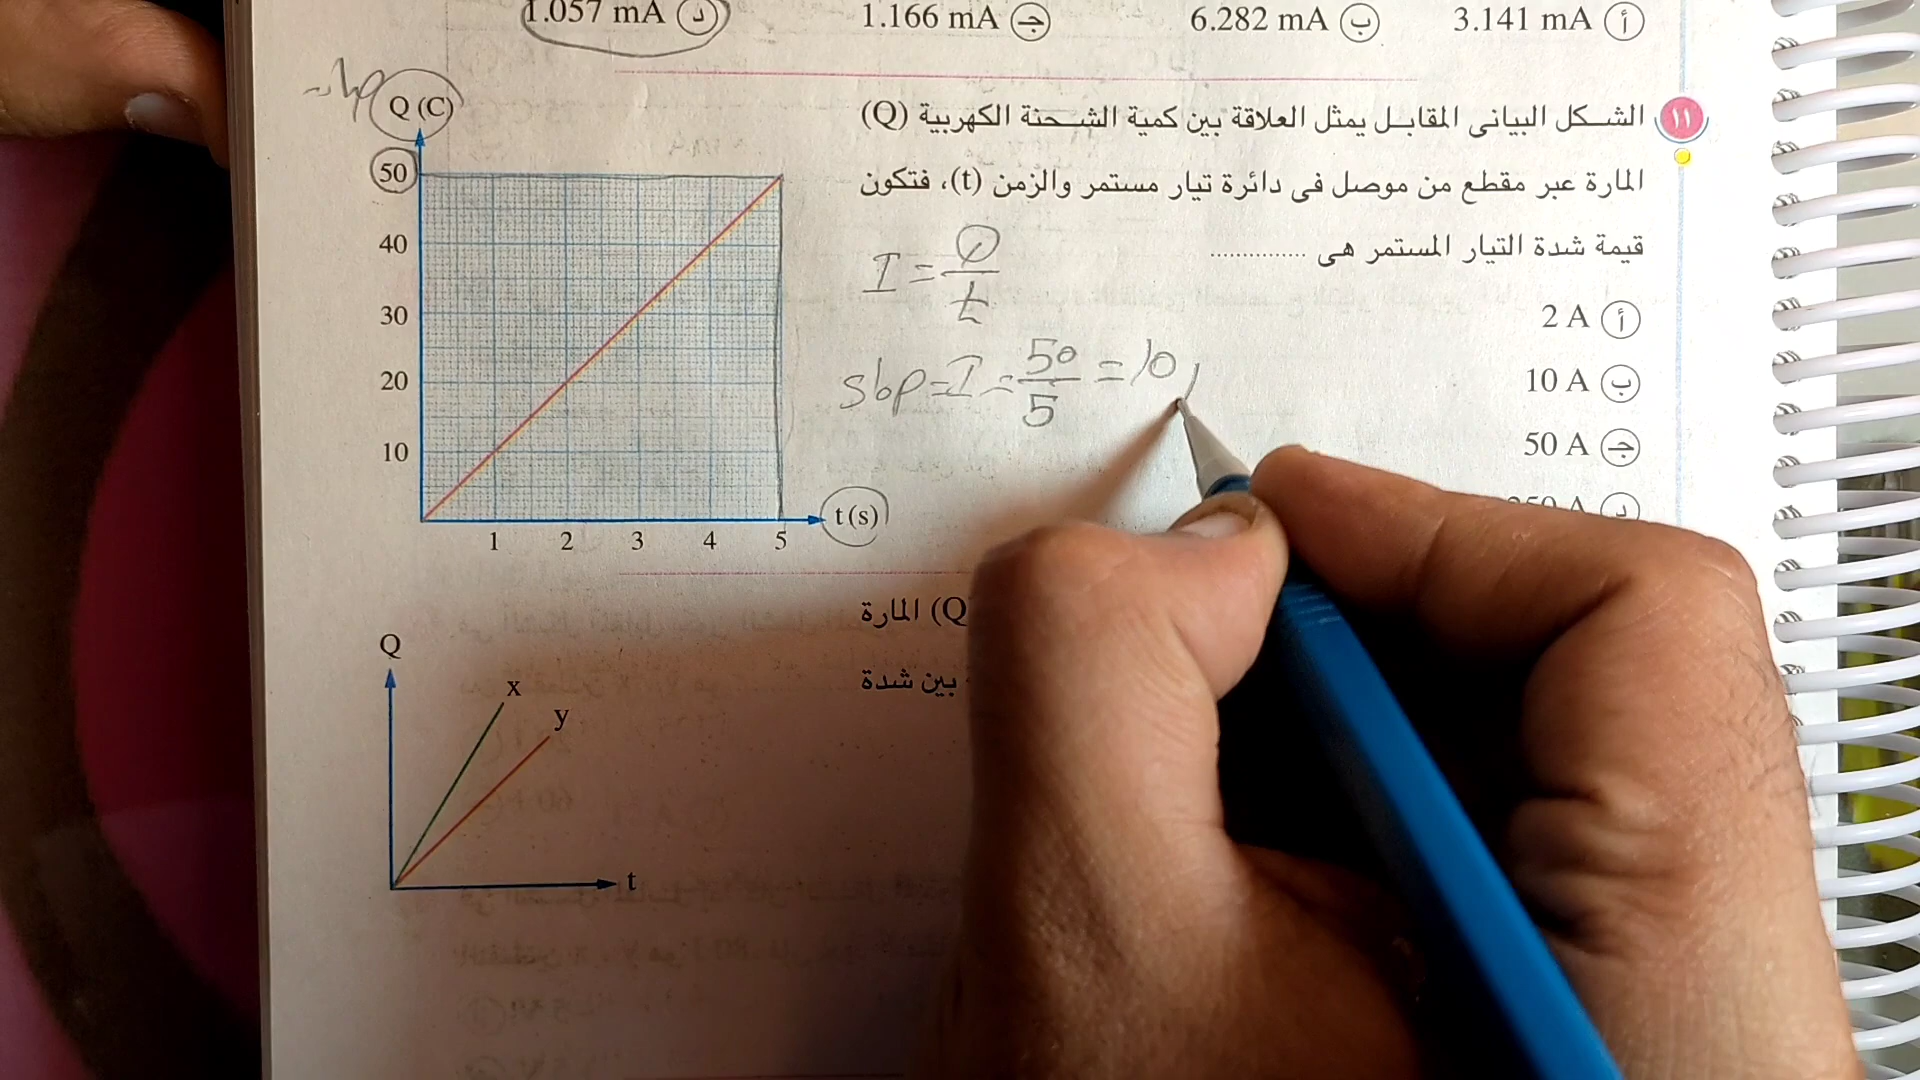 أ 3.141 mA ب 6.282 mA ج 1.166 mA د 1.057 mA
١١ الشكل البيانى المقابل يمثل العلاقة بين كمية الشحنة الكهربية (Q)
المارة عبر مقطع من موصل فى دائرة تيار مستمر والزمن (t)، فتكون
قيمة شدة التيار المستمر هى ..............
أ 2 A
ب 10 A
ج 50 A
د
I = Q/t
slop = I = 50/5 = 10
Q (C)
50
40
30
20
10
1 2 3 4 5 t (s)
Q) المارة
بين شدة
Q
x
y
t